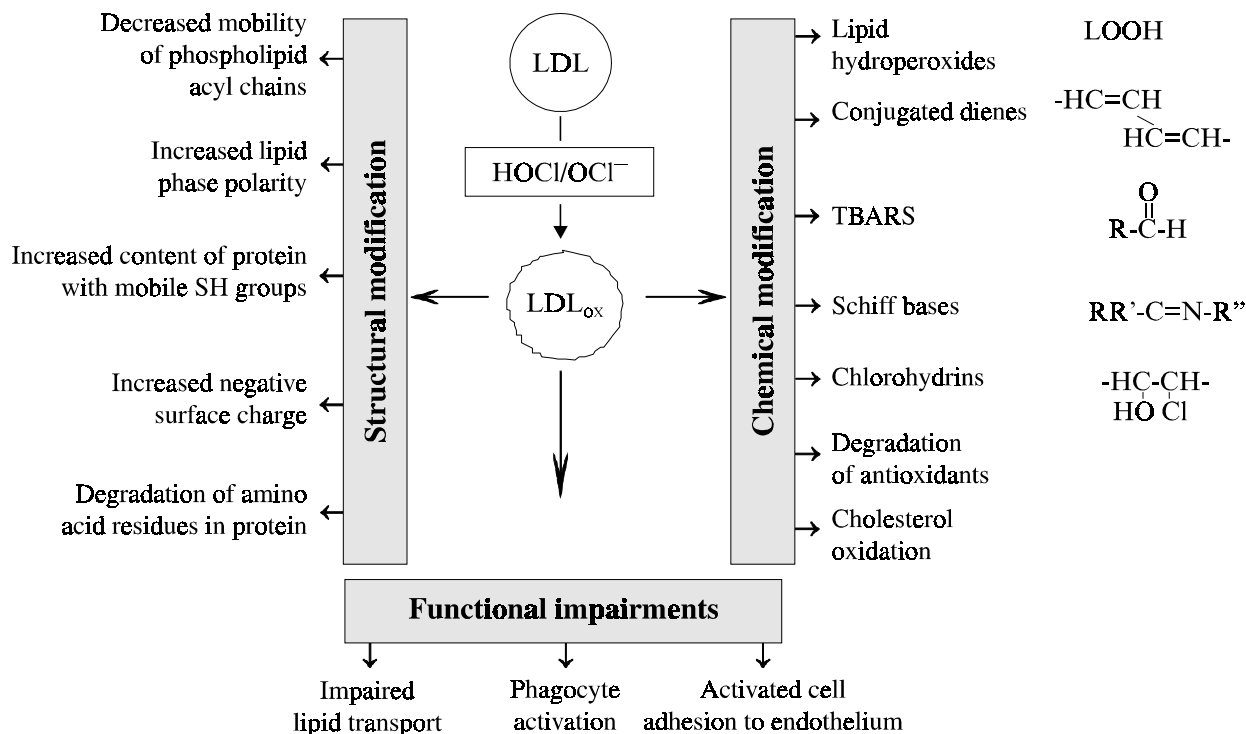 Decreased mobility
of phospholipid
acyl chains
Increased lipid
phase polarity
Increased content of protein
with mobile SH groups
Increased negative
surface charge
Degradation of amino
acid residues in protein
Structural modification
LDL
HOCl/OCl⁻
LDLox
Chemical modification
Lipid
hydroperoxides
LOOH
Conjugated dienes
-HC=CH
HC=CH-
TBARS
O
R-C-H
Schiff bases
RR'-C=N-R''
Chlorohydrins
-HC-CH-
HO Cl
Degradation
of antioxidants
Cholesterol
oxidation
Functional impairments
Impaired
lipid transport
Phagocyte
activation
Activated cell
adhesion to endothelium